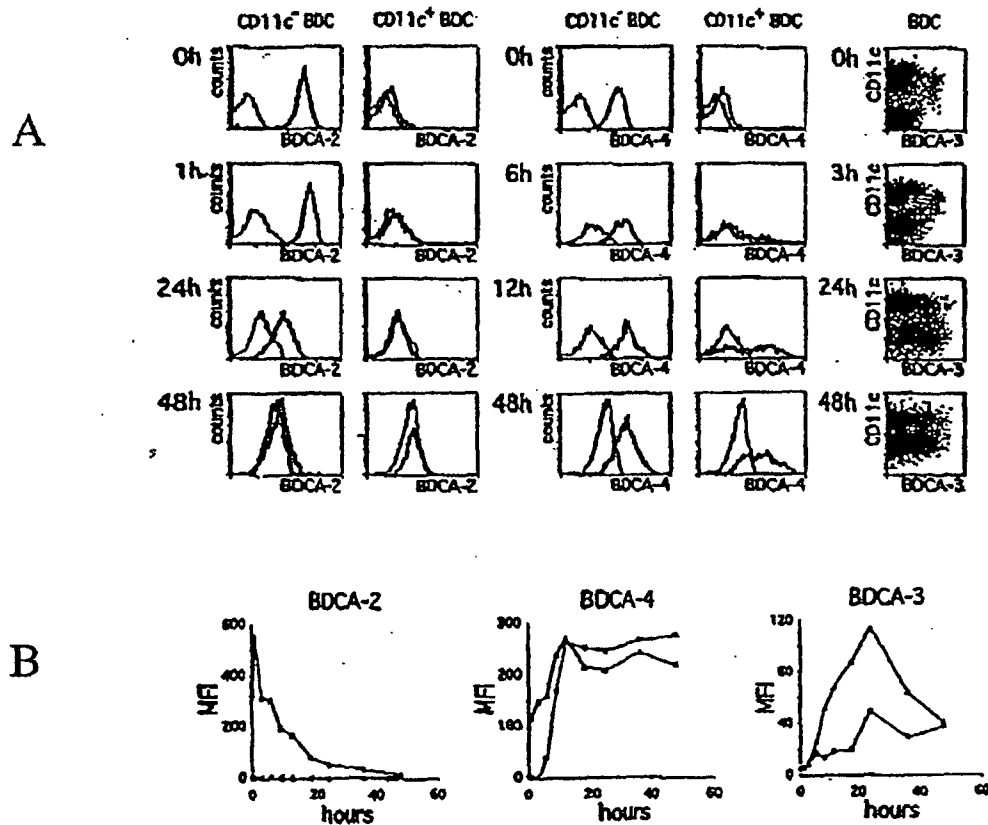 CD11c⁻ BDC CD11c⁺ BDC CD11c⁻ BDC CD11c⁺ BDC BDC
A
0h counts BDCA-2 BDCA-2 0h counts BDCA-4 BDCA-4 0h CD11c BDCA-3
1h counts BDCA-2 BDCA-2 6h counts BDCA-4 BDCA-4 3h CD11c BDCA-3
24h counts BDCA-2 BDCA-2 12h counts BDCA-4 BDCA-4 24h CD11c BDCA-3
48h counts BDCA-2 BDCA-2 48h counts BDCA-4 BDCA-4 48h CD11c BDCA-3
B
BDCA-2
MFI
600
400
200
0
0 20 40 60
hours
BDCA-4
MFI
300
200
100
0
0 20 40 60
hours
BDCA-3
MFI
120
80
40
0
0 20 40 60
hours